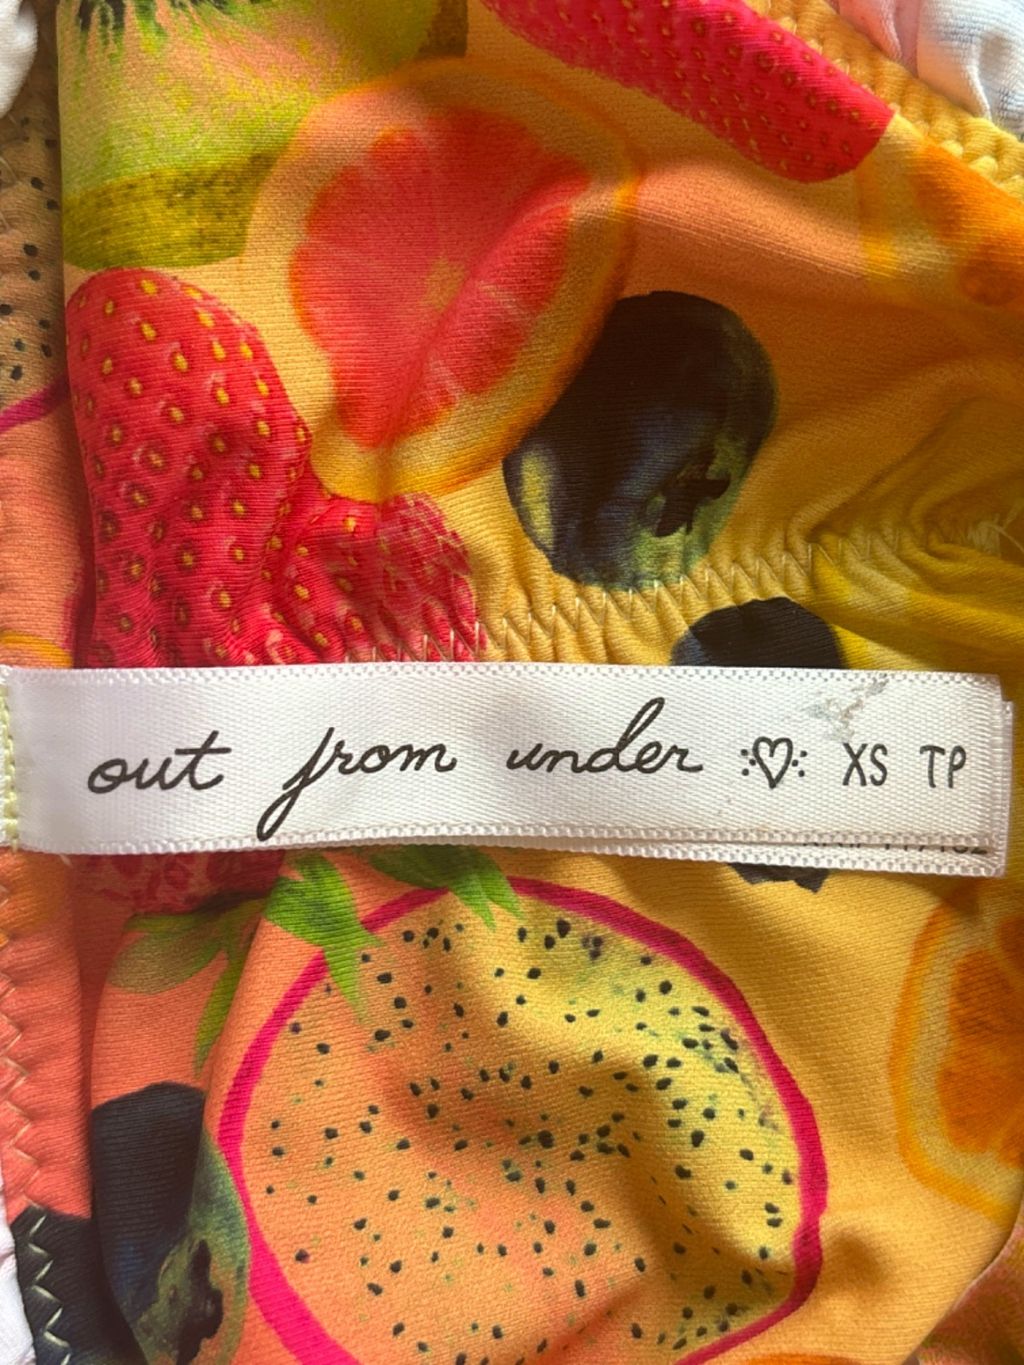 out from under XS TP